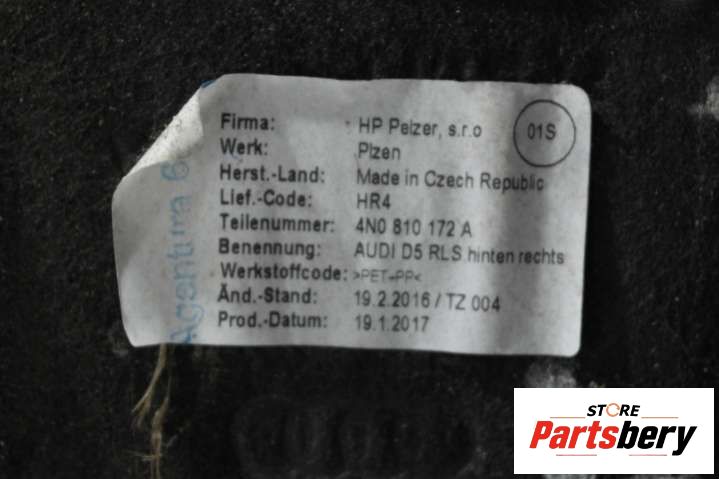 Firma: HP Pelzer, s.r.o 01S
Werk: Plzen
Herst.-Land: Made in Czech Republic
Lief.-Code: HR4
Teilenummer: 4N0 810 172 A
Benennung: AUDI D5 RLS hinten rechts
Werkstoffcode: >PET+PP<
Änd.-Stand: 19.2.2016 / TZ 004
Prod.-Datum: 19.1.2017
Agentura
STORE
Partsbery